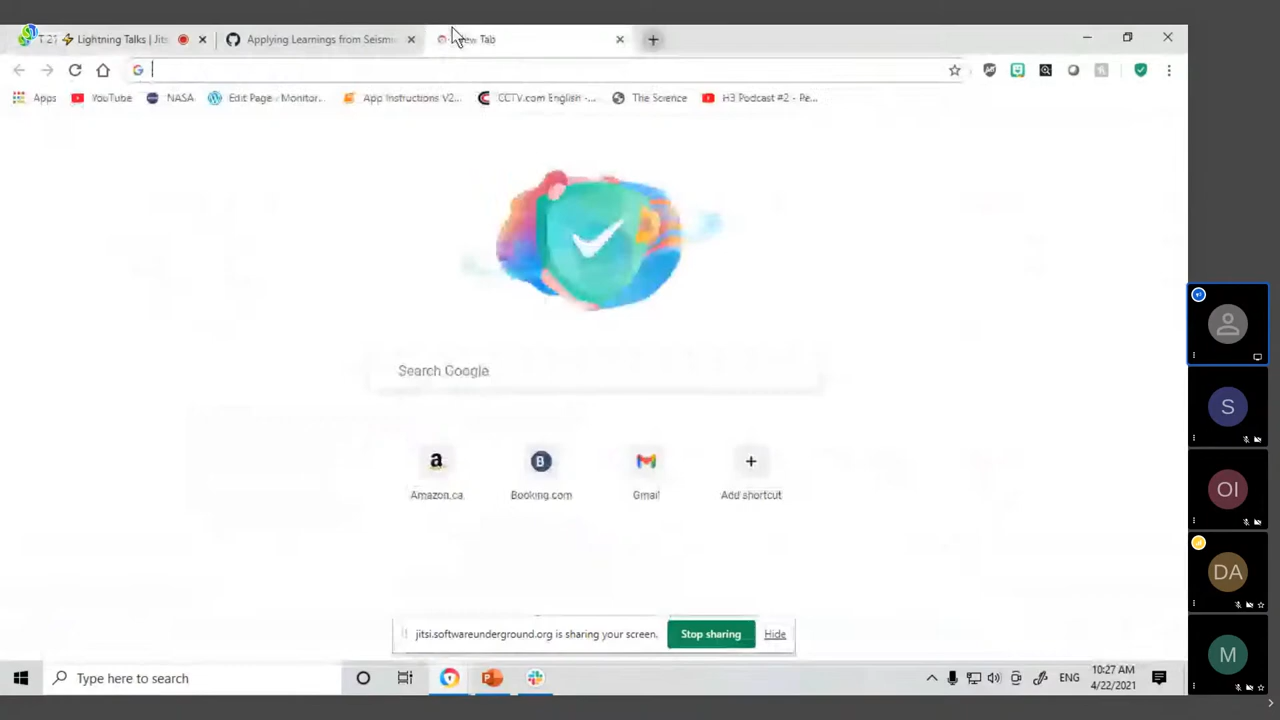 T 21 ⚡ Lightning Talks | Jits
Applying Learnings from Seism
New Tab
Apps
YouTube
NASA
Edit Page - Monitor...
App Instructions V2...
CCTV.com English -...
The Science
H3 Podcast #2 - Pe...
Search Google
Amazon.ca
Booking.com
Gmail
Add shortcut
jitsi.softwareunderground.org is sharing your screen.
Stop sharing
Hide
S
OI
DA
M
Type here to search
ENG
10:27 AM
4/22/2021